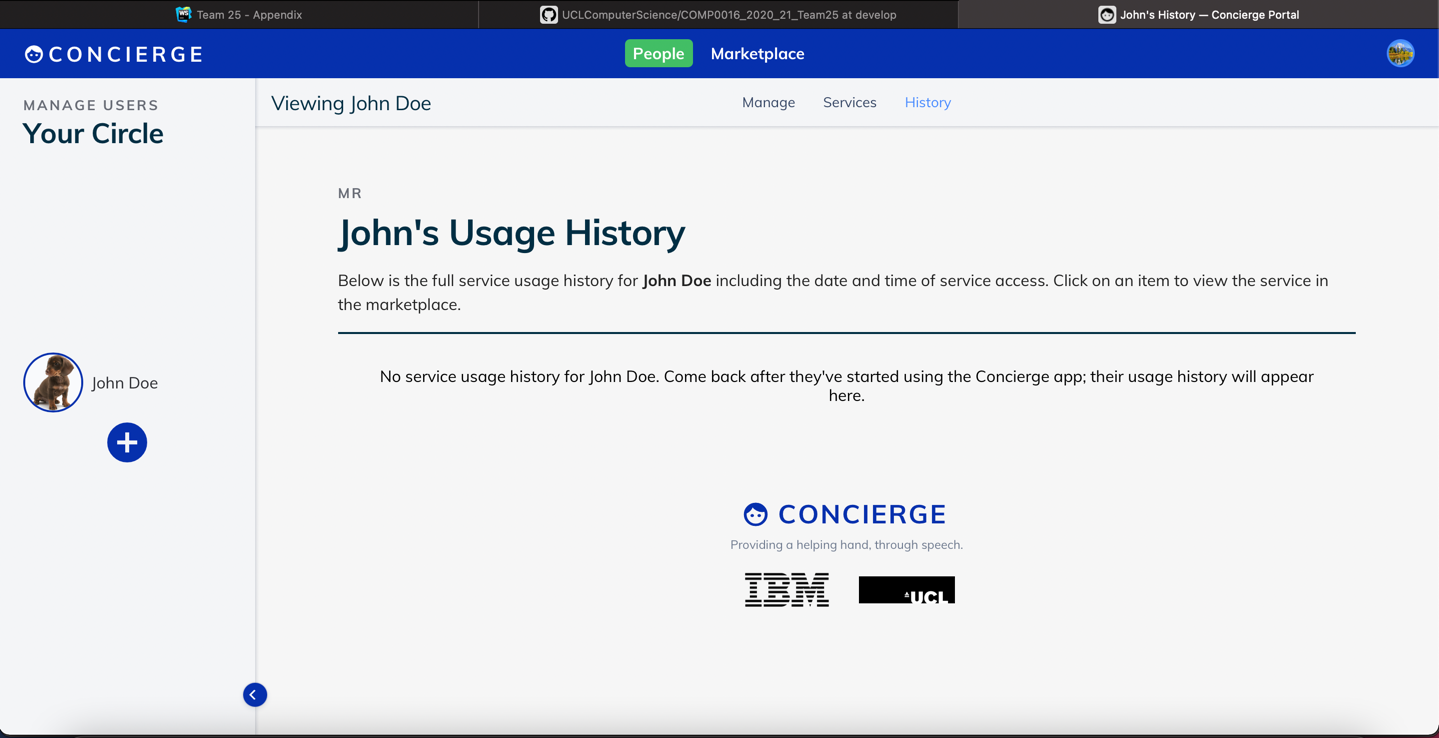 Team 25 - Appendix
UCLComputerScience/COMP0016_2020_21_Team25 at develop
John's History — Concierge Portal
CONCIERGE
People
Marketplace
MANAGE USERS
Your Circle
John Doe
Viewing John Doe
Manage
Services
History
MR
John's Usage History
Below is the full service usage history for John Doe including the date and time of service access. Click on an item to view the service in
the marketplace.
No service usage history for John Doe. Come back after they've started using the Concierge app; their usage history will appear
here.
CONCIERGE
Providing a helping hand, through speech.
IBM
UCL